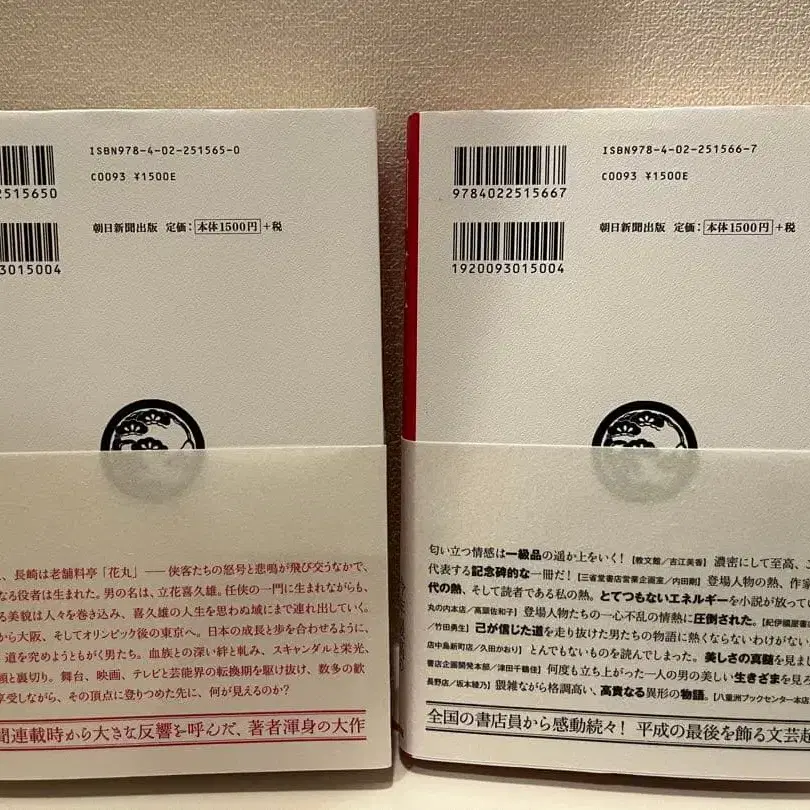 ISBN978-4-02-251565-0
2515650
C0093 ¥1500E
朝日新聞出版 定価：本体1500円+税
93015004
、長崎は老舗料亭「花丸」――侠客たちの怒号と悲鳴が飛び交うなかで、
なる役者は生まれた。男の名は、立花喜久雄。任侠の一門に生まれながらも、
る美貌は人々を巻き込み、喜久雄の人生を思わぬ域にまで連れ出していく。
から大阪、そしてオリンピック後の東京へ。日本の成長と歩を合わせるように、
道を究めようともがく男たち。血族との深い絆と軋み、スキャンダルと栄光、
頼と裏切り。舞台、映画、テレビと芸能界の転換期を駆け抜け、数多の歓
享受しながら、その頂点に登りつめた先に、何が見えるのか?
聞連載時から大きな反響を呼んだ、著者渾身の大作
ISBN978-4-02-251566-7
9784022515667
C0093 ¥1500E
朝日新聞出版 定価：本体1500円+税
1920093015004
匂い立つ情感は一級品の遥か上をいく!【教文館/吉江美香】 濃密にして至高、こ
代表する記念碑的な一冊だ!【三省堂書店営業企画室/内田剛】 登場人物の熱、作家
代の熱、そして読者である私の熱。とてつもないエネルギーを小説が放って
丸の内本店/高頭佐和子】 登場人物たちの一心不乱の情熱に圧倒された。【紀伊國屋書
/竹田勇生】 己が信じた道を走り抜けた男たちの物語に熱くならないわけがない。
店中島新町店/久田かおり】 とんでもないものを読んでしまった。美しさの真髄を見ま
書店企画開発本部/津田千鶴佳】 何度も立ち上がった一人の男の美しい生きざまを見ろ
長野店/坂本綾乃】 猥雑ながら格調高い、高貴なる異形の物語。【八重洲ブックセンター本店
全国の書店員から感動続々! 平成の最後を飾る文芸超